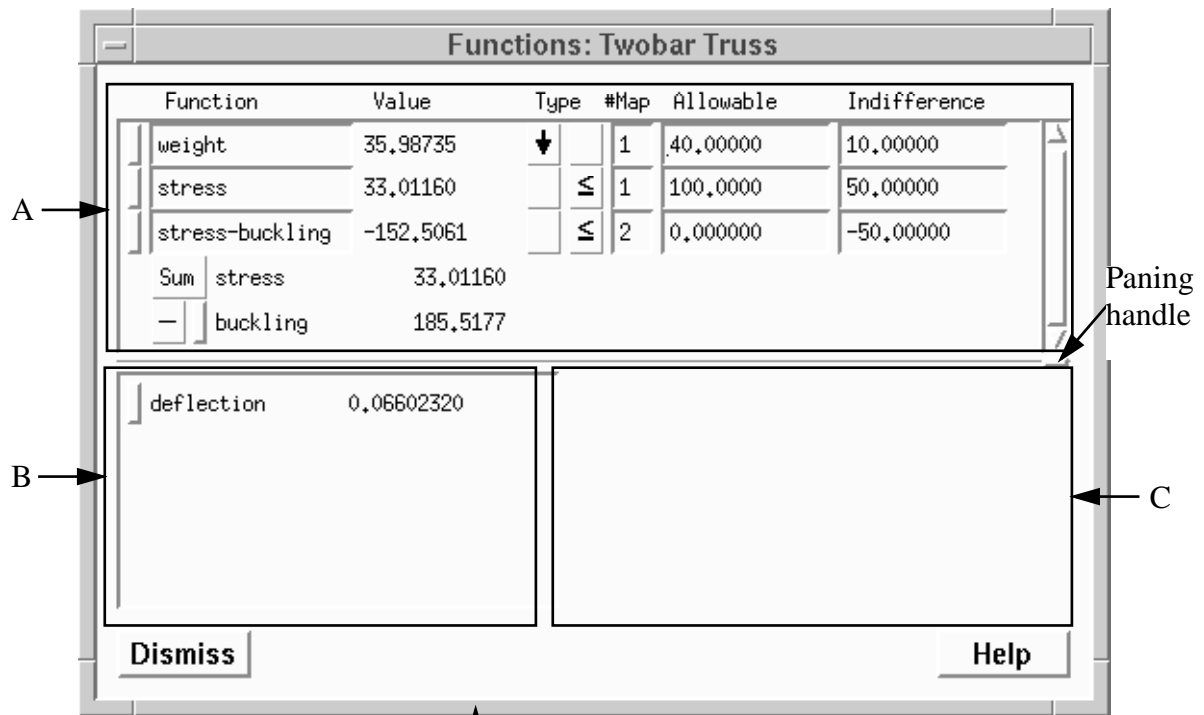 Functions: Twobar Truss
Function Value Type #Map Allowable Indifference
weight 35.98735 1 40.00000 10.00000
stress 33.01160 ≤ 1 100.0000 50.00000
A
stress-buckling -152.5061 ≤ 2 0.000000 -50.00000
Sum stress 33.01160
Paning
handle
— buckling 185.5177
deflection 0.06602320
B
C
Dismiss Help